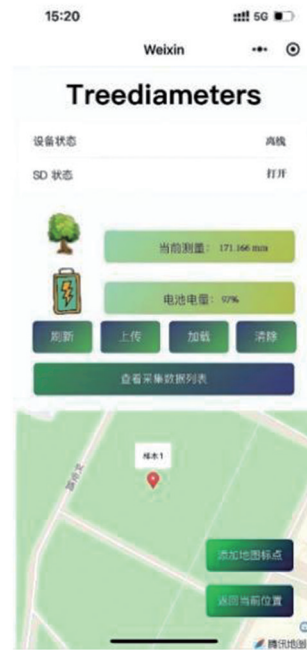 15:20
5G
Weixin
Treediameters
设备状态
离线
SD 状态
打开
当前测量: 171.166 mm
电池电量: 97%
刷新 上传 加载 清除
查看采集数据列表
样木1
添加地图标点
返回当前位置
腾讯地图